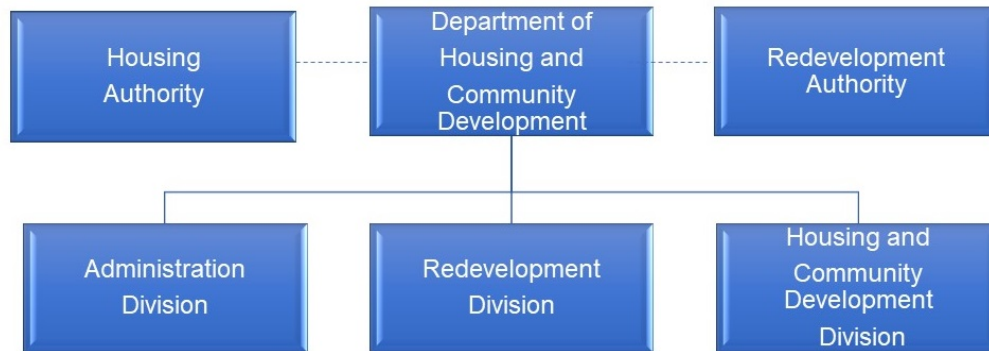 Housing
Authority
Department of
Housing and
Community
Development
Redevelopment
Authority
Administration
Division
Redevelopment
Division
Housing and
Community
Development
Division